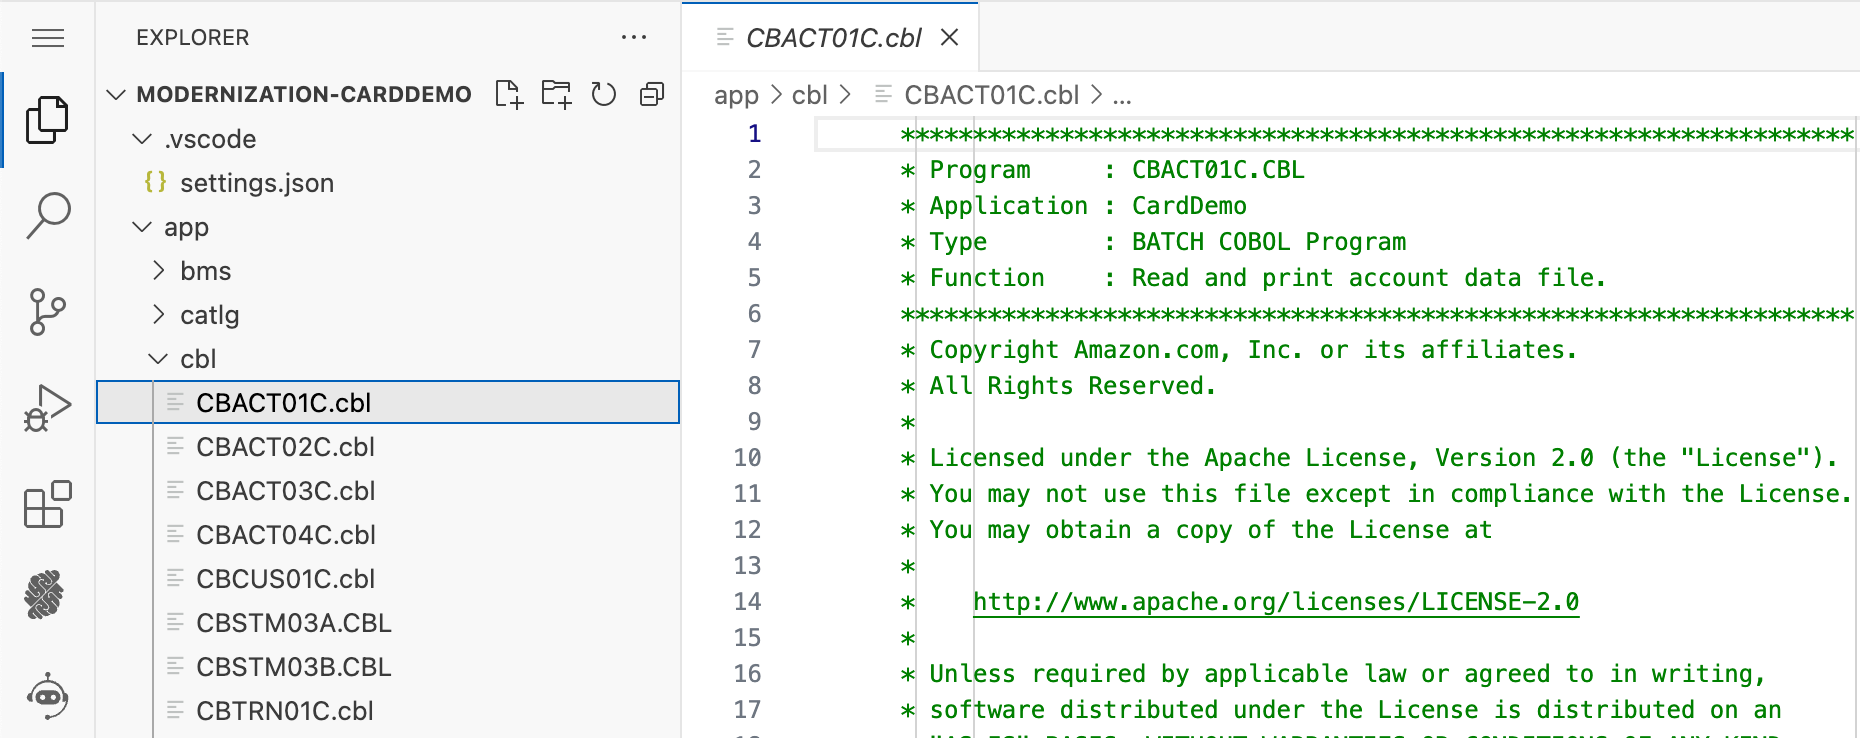 EXPLORER
MODERNIZATION-CARDDEMO
.vscode
{} settings.json
app
bms
catlg
cbl
CBACT01C.cbl
CBACT02C.cbl
CBACT03C.cbl
CBACT04C.cbl
CBCUS01C.cbl
CBSTM03A.CBL
CBSTM03B.CBL
CBTRN01C.cbl
CBACT01C.cbl
app > cbl > CBACT01C.cbl > ...
1 ******************************************************************
2 * Program     : CBACT01C.CBL
3 * Application : CardDemo
4 * Type        : BATCH COBOL Program
5 * Function    : Read and print account data file.
6 ******************************************************************
7 * Copyright Amazon.com, Inc. or its affiliates.
8 * All Rights Reserved.
9 *
10 * Licensed under the Apache License, Version 2.0 (the "License").
11 * You may not use this file except in compliance with the License.
12 * You may obtain a copy of the License at
13 *
14 *    http://www.apache.org/licenses/LICENSE-2.0
15 *
16 * Unless required by applicable law or agreed to in writing,
17 * software distributed under the License is distributed on an